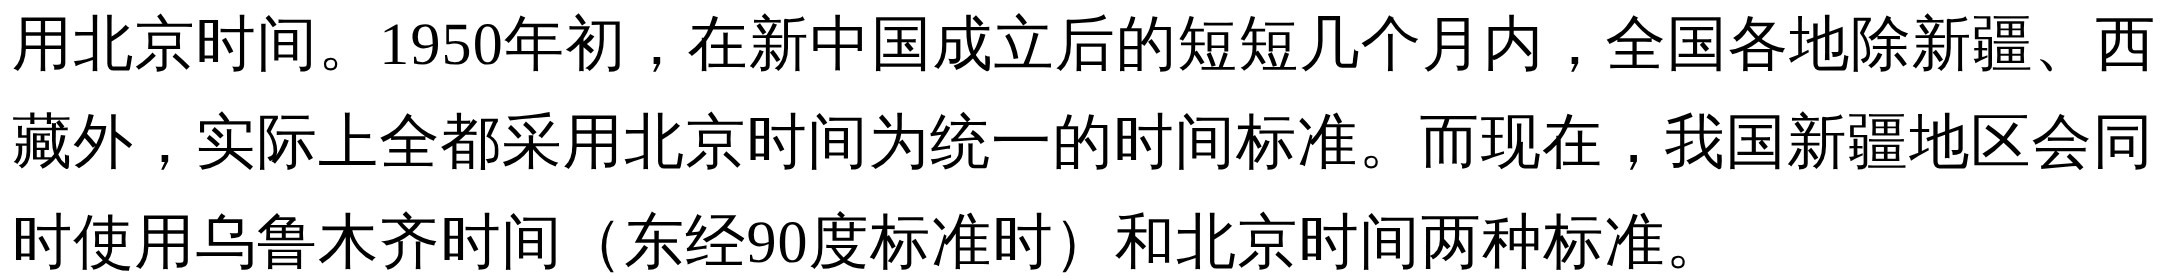 用北京时间。1950年初，在新中国成立后的短短几个月内，全国各地除新疆、西
藏外，实际上全都采用北京时间为统一的时间标准。而现在，我国新疆地区会同
时使用乌鲁木齐时间（东经90度标准时）和北京时间两种标准。